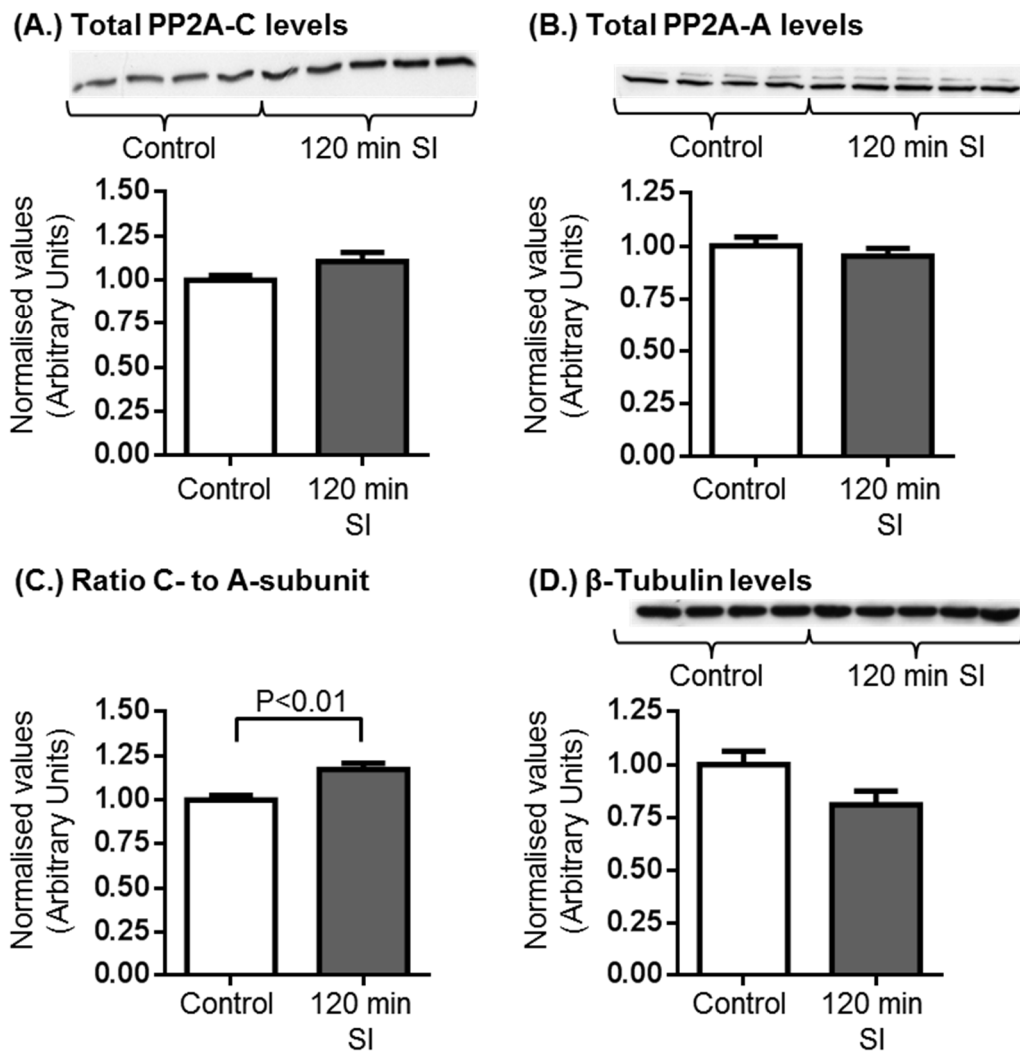 (A.) Total PP2A-C levels
Control
120 min SI
Normalised values
(Arbitrary Units)
1.50
1.25
1.00
0.75
0.50
0.25
0.00
Control
120 min
SI
(B.) Total PP2A-A levels
Control
120 min SI
Normalised values
(Arbitrary Units)
1.25
1.00
0.75
0.50
0.25
0.00
Control
120 min
SI
(C.) Ratio C- to A-subunit
P<0.01
Normalised values
(Arbitrary Units)
1.50
1.25
1.00
0.75
0.50
0.25
0.00
Control
120 min
SI
(D.) β-Tubulin levels
Control
120 min SI
Normalised values
(Arbitrary Units)
1.25
1.00
0.75
0.50
0.25
0.00
Control
120 min
SI